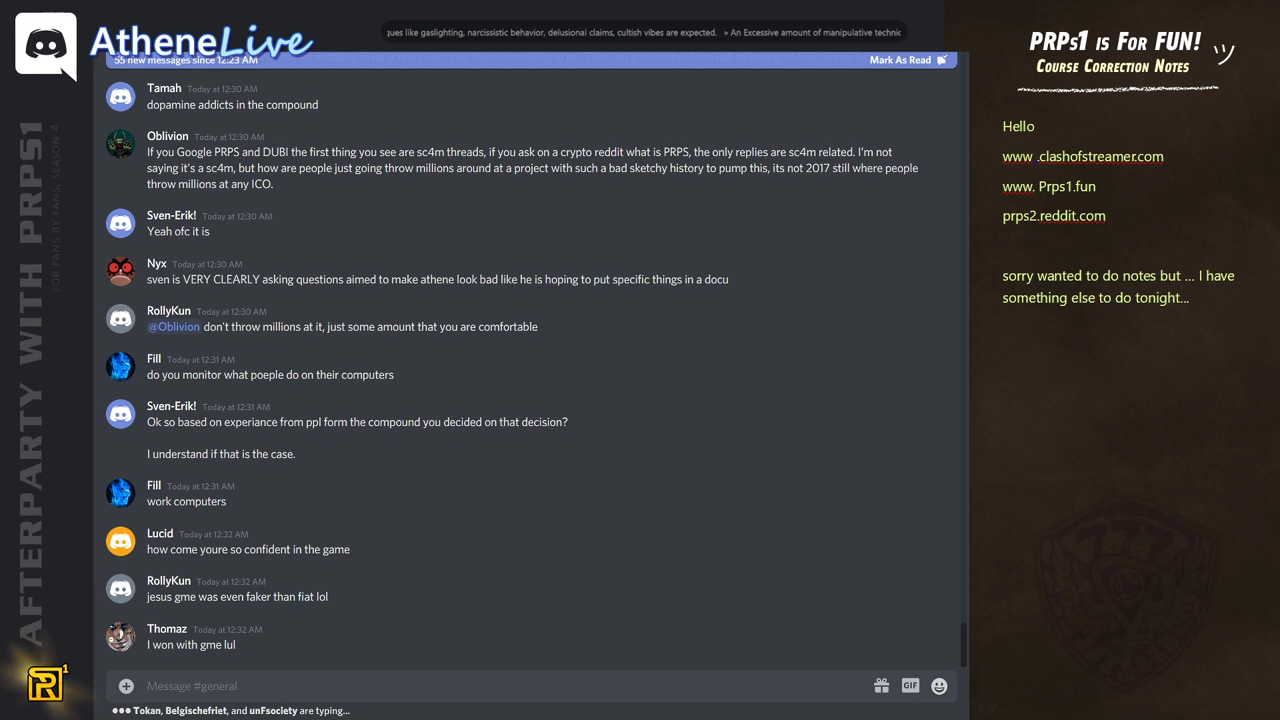 AtheneLive
ques like gaslighting, narcissistic behavior, delusional claims, cultish vibes are expected. » An Excessive amount of manipulative techniq
55 new messages since 12:23 AM
Mark As Read
Tamah Today at 12:30 AM
dopamine addicts in the compound
Oblivion Today at 12:30 AM
If you Google PRPS and DUBI the first thing you see are sc4m threads, if you ask on a crypto reddit what is PRPS, the only replies are sc4m related. I'm not
saying it's a sc4m, but how are people just going throw millions around at a project with such a bad sketchy history to pump this, its not 2017 still where people
throw millions at any ICO.
Sven-Erik! Today at 12:30 AM
Yeah ofc it is
Nyx Today at 12:30 AM
sven is VERY CLEARLY asking questions aimed to make athene look bad like he is hoping to put specific things in a docu
RollyKun Today at 12:30 AM
@Oblivion don't throw millions at it, just some amount that you are comfortable
Fill Today at 12:31 AM
do you monitor what poeple do on their computers
Sven-Erik! Today at 12:31 AM
Ok so based on experiance from ppl form the compound you decided on that decision?
I understand if that is the case.
Fill Today at 12:31 AM
work computers
Lucid Today at 12:32 AM
how come youre so confident in the game
RollyKun Today at 12:32 AM
jesus gme was even faker than fiat lol
Thomaz Today at 12:32 AM
I won with gme lul
Message #general
GIF
Tokan, Belgischefriet, and unFsociety are typing...
AFTERPARTY WITH PRPS1
FOR FANS BY FANS, SEASON 4
1
PRPs1 is For FUN!
Course Correction Notes
ツ
Hello
www .clashofstreamer.com
www. Prps1.fun
prps2.reddit.com
sorry wanted to do notes but ... I have
something else to do tonight...
777